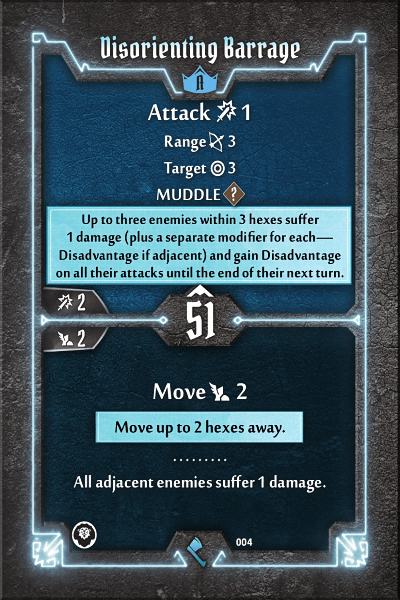 Disorienting Barrage
A
Attack 1
Range 3
Target 3
MUDDLE ?
Up to three enemies within 3 hexes suffer
1 damage (plus a separate modifier for each—
Disadvantage if adjacent) and gain Disadvantage
on all their attacks until the end of their next turn.
2
51
2
Move 2
Move up to 2 hexes away.
All adjacent enemies suffer 1 damage.
004